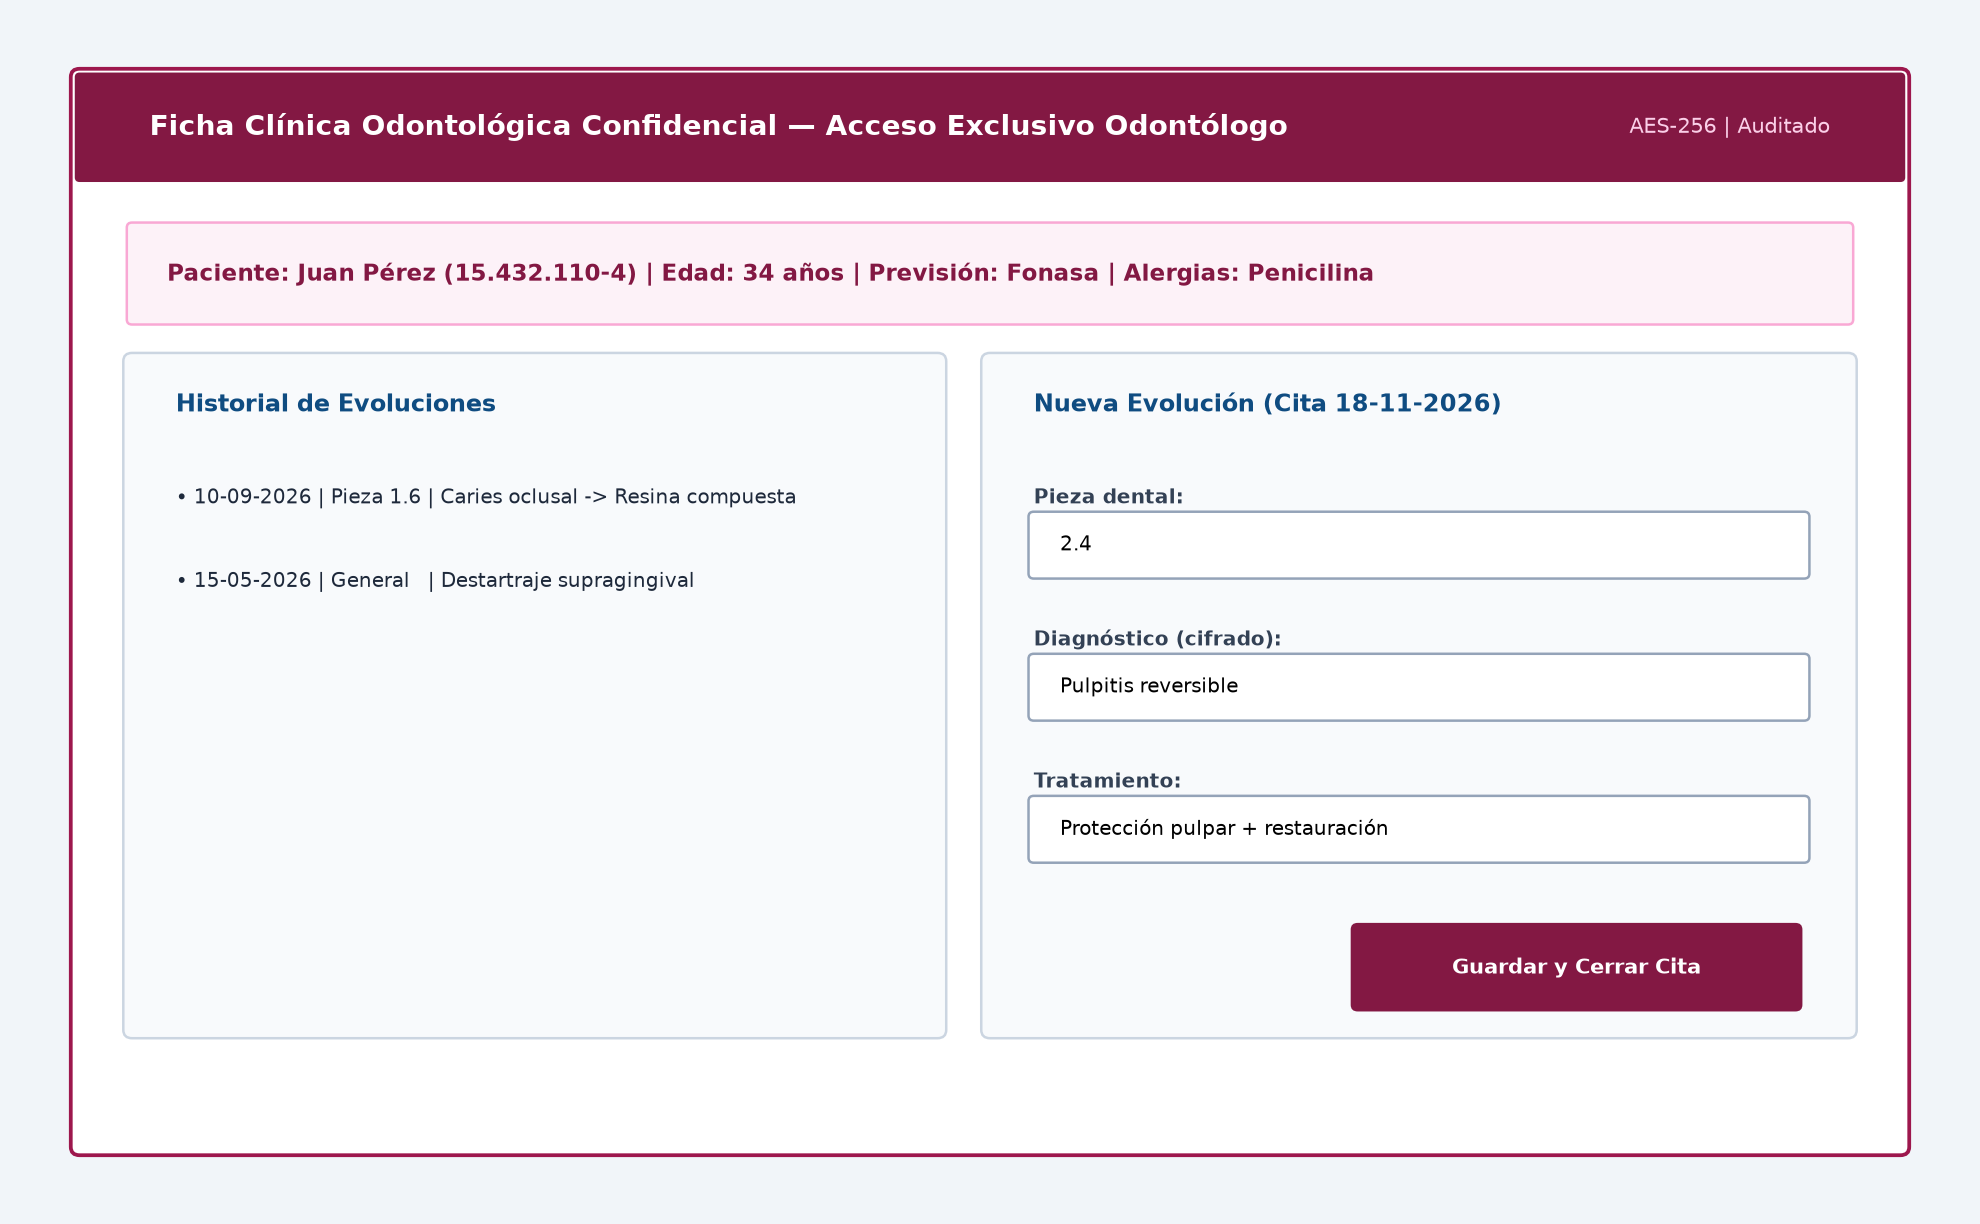 Ficha Clínica Odontológica Confidencial — Acceso Exclusivo Odontólogo
AES-256 | Auditado
Paciente: Juan Pérez (15.432.110-4) | Edad: 34 años | Previsión: Fonasa | Alergias: Penicilina
Historial de Evoluciones
• 10-09-2026 | Pieza 1.6 | Caries oclusal -> Resina compuesta
• 15-05-2026 | General | Destartraje supragingival
Nueva Evolución (Cita 18-11-2026)
Pieza dental:
2.4
Diagnóstico (cifrado):
Pulpitis reversible
Tratamiento:
Protección pulpar + restauración
Guardar y Cerrar Cita